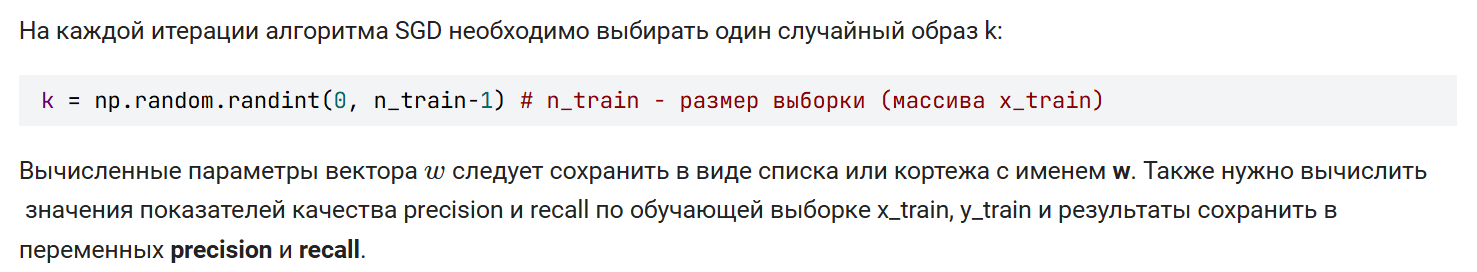 На каждой итерации алгоритма SGD необходимо выбирать один случайный образ k:
k = np.random.randint(0, n_train-1) # n_train - размер выборки (массива x_train)
Вычисленные параметры вектора w следует сохранить в виде списка или кортежа с именем w. Также нужно вычислить
значения показателей качества precision и recall по обучающей выборке x_train, y_train и результаты сохранить в
переменных precision и recall.